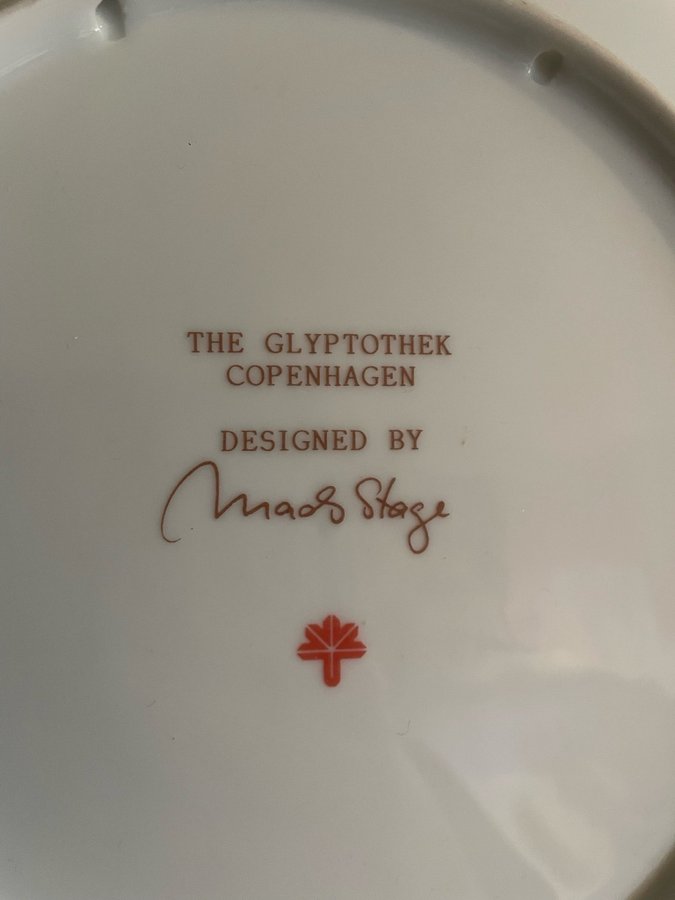 THE GLYPTOTHEK
COPENHAGEN
DESIGNED BY
Mads Stage